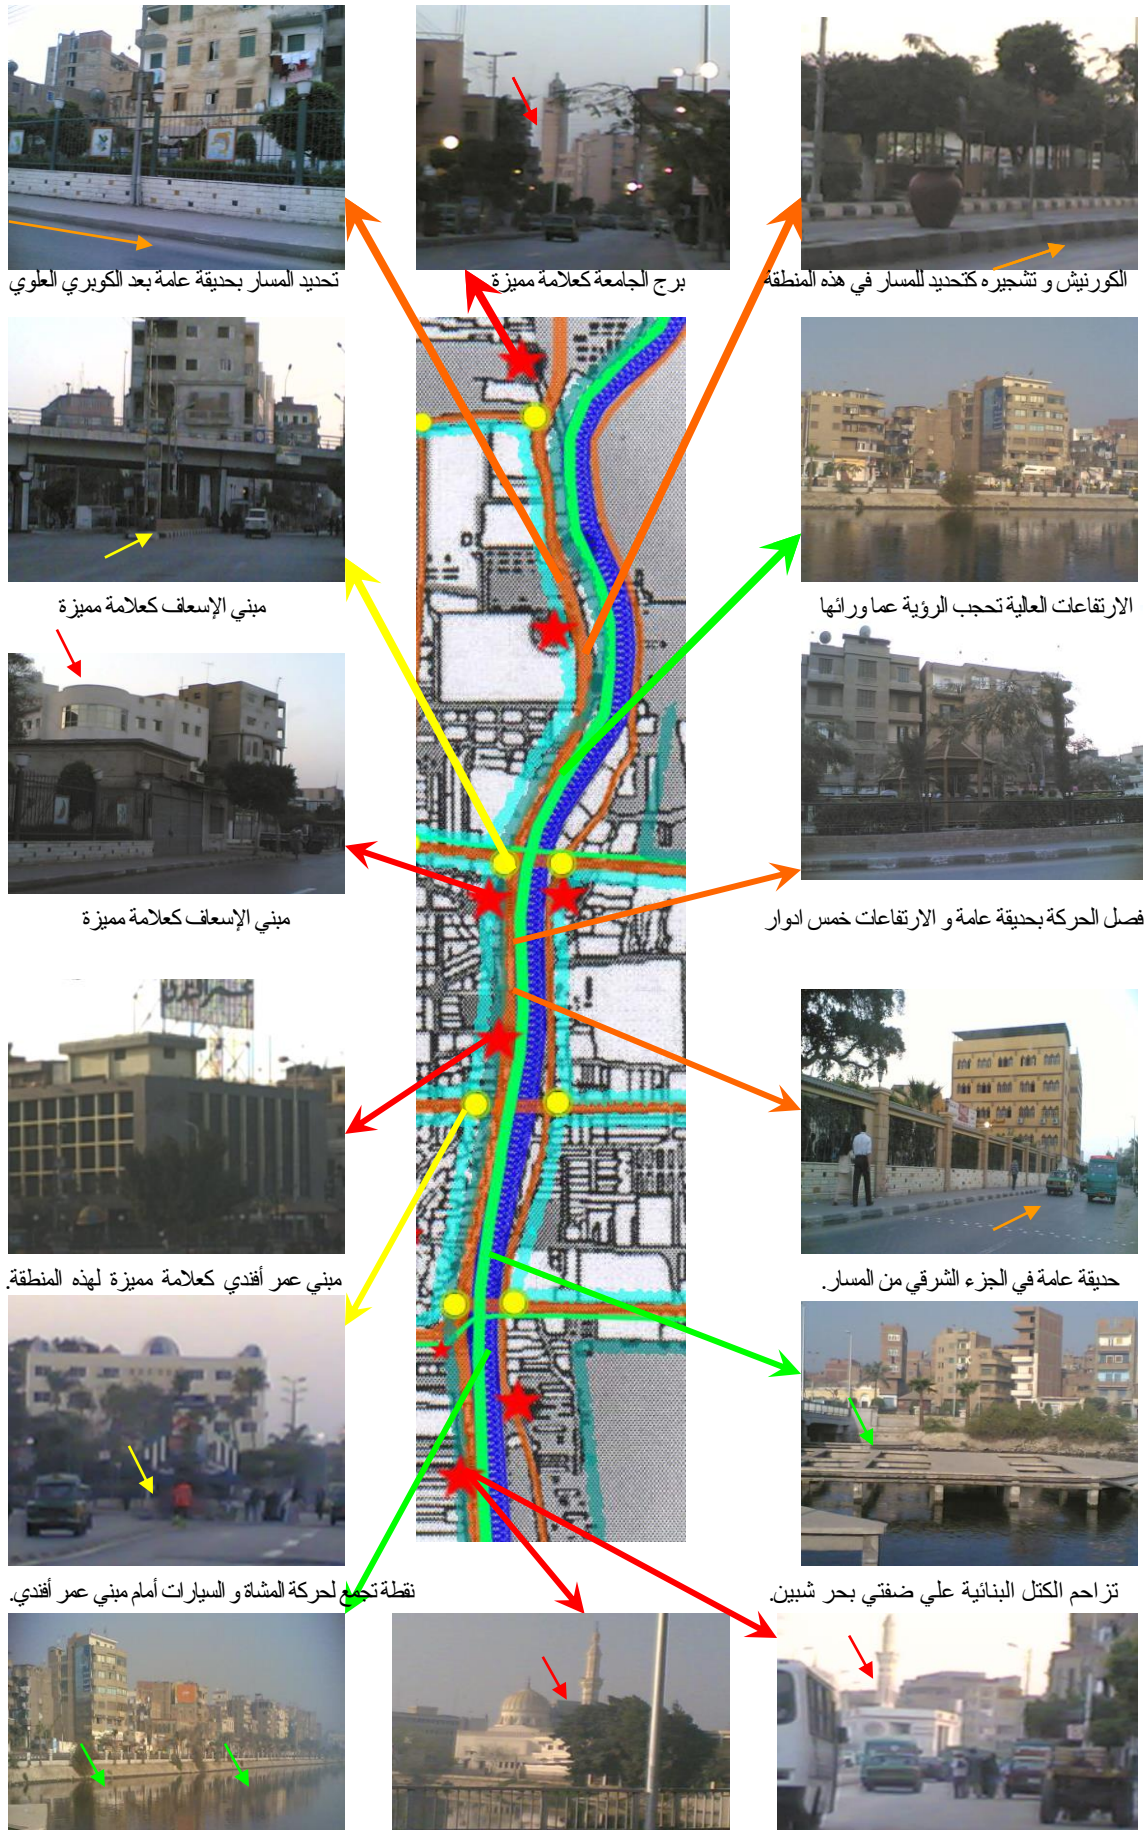 تحديد المسار بحديقة عامة بعد الكوبري العلوي
برج الجامعة كعلامة مميزة
الكورنيش و تشجيره كتحديد للمسار في هذه المنطقة
مبني الإسعاف كعلامة مميزة
الارتفاعات العالية تحجب الرؤية عما ورائها
مبني الإسعاف كعلامة مميزة
فصل الحركة بحديقة عامة و الارتفاعات خمس ادوار
مبني عمر أفندي كعلامة مميزة لهذه المنطقة.
حديقة عامة في الجزء الشرقي من المسار.
نقطة تجمع لحركة المشاة و السيارات أمام مبني عمر أفندي.
تزاحم الكتل البنائية علي ضفتي بحر شبين.